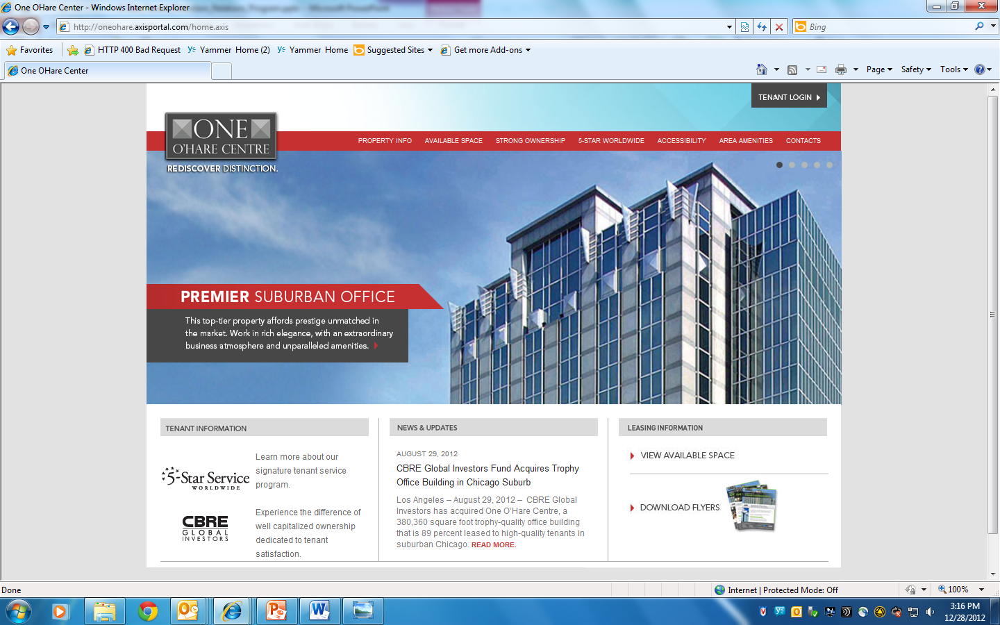 One OHare Center - Windows Internet Explorer
http://oneohare.axisportal.com/home.axis
Bing
Favorites
HTTP 400 Bad Request
Yammer Home (2)
Yammer Home
Suggested Sites
Get more Add-ons
One OHare Center
Page
Safety
Tools
TENANT LOGIN
ONE
O'HARE CENTRE
REDISCOVER DISTINCTION.
PROPERTY INFO
AVAILABLE SPACE
STRONG OWNERSHIP
5-STAR WORLDWIDE
ACCESSIBILITY
AREA AMENITIES
CONTACTS
PREMIER SUBURBAN OFFICE
This top-tier property affords prestige unmatched in
the market. Work in rich elegance, with an extraordinary
business atmosphere and unparalleled amenities.
TENANT INFORMATION
5-Star Service
WORLDWIDE
Learn more about our
signature tenant service
program.
CBRE
GLOBAL
INVESTORS
Experience the difference of
well capitalized ownership
dedicated to tenant
satisfaction.
NEWS & UPDATES
AUGUST 29, 2012
CBRE Global Investors Fund Acquires Trophy
Office Building in Chicago Suburb
Los Angeles – August 29, 2012 – CBRE Global
Investors has acquired One O'Hare Centre, a
380,360 square foot trophy-quality office building
that is 89 percent leased to high-quality tenants in
suburban Chicago. READ MORE.
LEASING INFORMATION
VIEW AVAILABLE SPACE
DOWNLOAD FLYERS
Done
Internet | Protected Mode: Off
100%
3:16 PM
12/28/2012